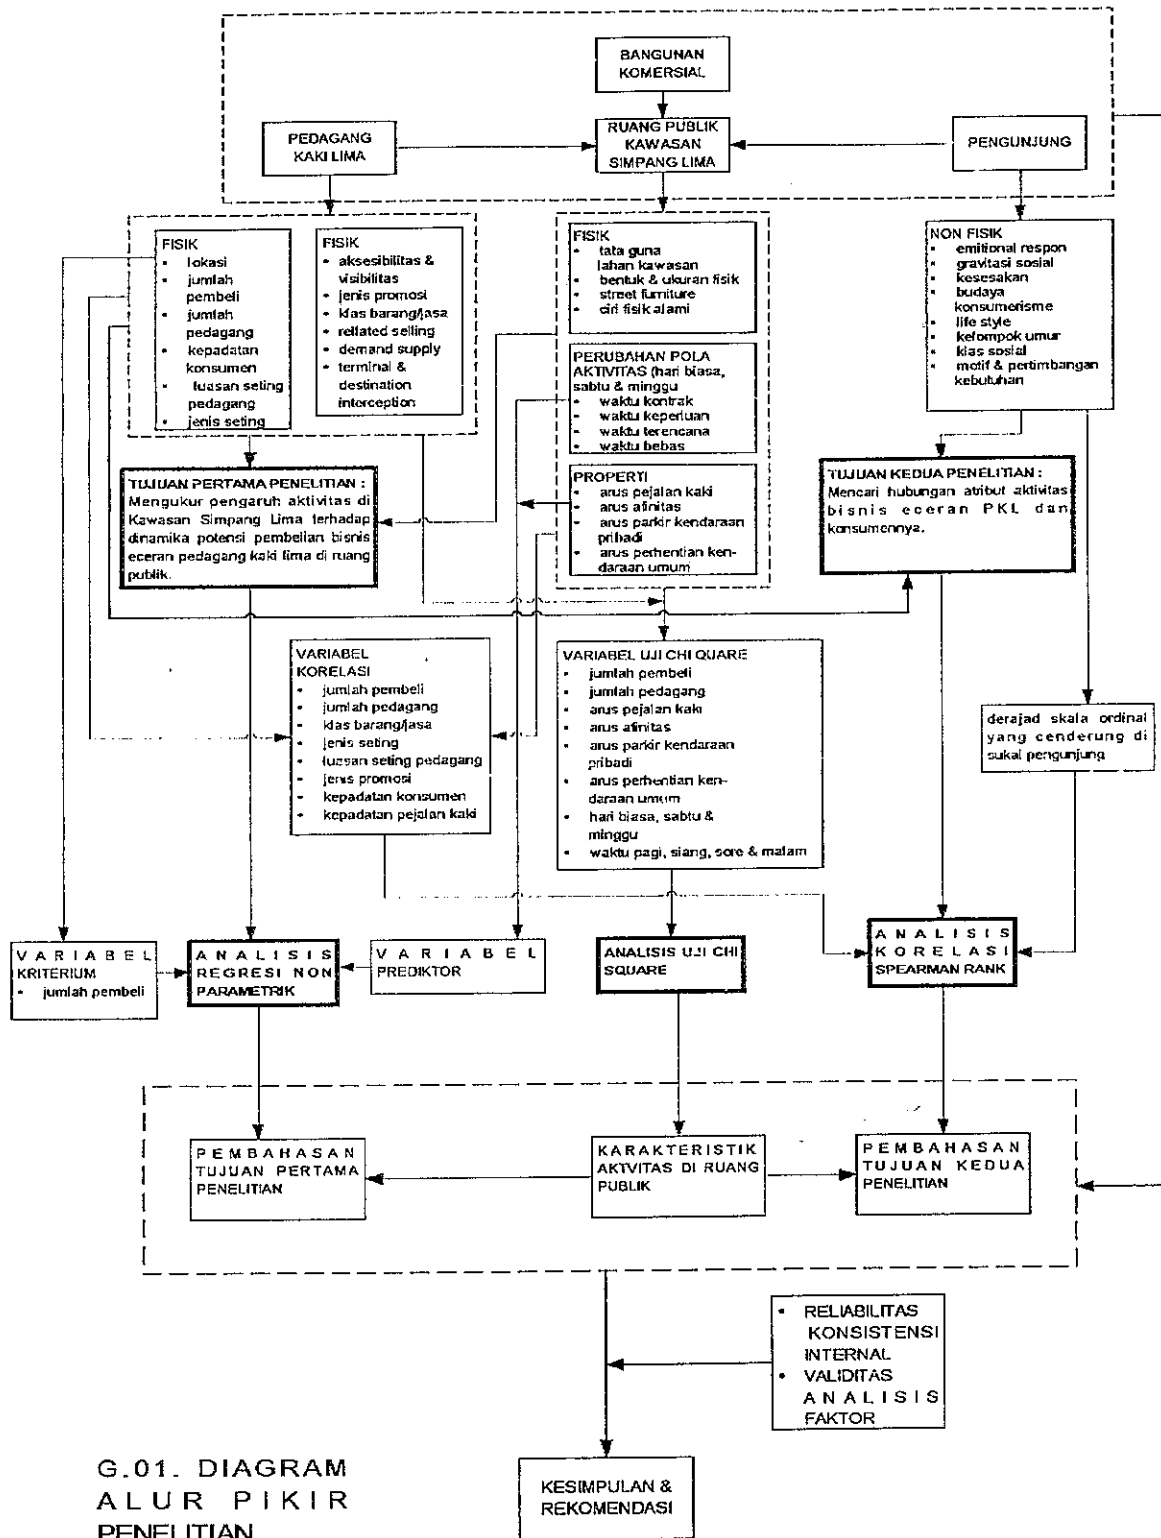 BANGUNAN
KOMERSIAL
PEDAGANG
KAKI LIMA
RUANG PUBLIK
KAWASAN
SIMPANG LIMA
PENGUNJUNG
FISIK
• lokasi
• jumlah
pembeli
• jumlah
pedagang
• kepadatan
konsumen
• luasan seting
pedagang
• jenis seting
FISIK
• aksesibilitas &
visibilitas
• jenis promosi
• klas barang/jasa
• rellated selling
• demand supply
• terminal &
destination
interception
FISIK
• tata guna
lahan kawasan
• bentuk & ukuran fisik
• street furniture
• ciri fisik alami
PERUBAHAN POLA
AKTIVITAS (hari biasa,
sabtu & minggu
• waktu kontrak
• waktu keperluan
• waktu terencana
• waktu bebas
PROPERTI
• arus pejalan kaki
• arus afinitas
• arus parkir kendaraan
pribadi
• arus perhentian ken-
daraan umum
NON FISIK
• emitional respon
• gravitasi sosial
• kesesakan
• budaya
konsumerisme
• life style
• kelompok umur
• klas sosial
• motif & pertimbangan
kebutuhan
TUJUAN PERTAMA PENELITIAN :
Mengukur pengaruh aktivitas di
Kawasan Simpang Lima terhadap
dinamika potensi pembelian bisnis
eceran pedagang kaki lima di ruang
publik.
TUJUAN KEDUA PENELITIAN :
Mencari hubungan atribut aktivitas
bisnis eceran PKL dan
konsumennya.
VARIABEL
KORELASI
• jumlah pembeli
• jumlah pedagang
• klas barang/jasa
• jenis seting
• luasan seting pedagang
• jenis promosi
• kepadatan konsumen
• kepadatan pejalan kaki
VARIABEL UJI CHI QUARE
• jumlah pembeli
• jumlah pedagang
• arus pejalan kaki
• arus afinitas
• arus parkir kendaraan
pribadi
• arus perhentian ken-
daraan umum
• hari biasa, sabtu &
minggu
• waktu pagi, siang, sore & malam
derajad skala ordinal
yang cenderung di
sukai pengunjung
VARIABEL
KRITERIUM
• jumlah pembeli
ANALISIS
REGRESI NON
PARAMETRIK
VARIABEL
PREDIKTOR
ANALISIS UJI CHI
SQUARE
ANALISIS
KORELASI
SPEARMAN RANK
PEMBAHASAN
TUJUAN PERTAMA
PENELITIAN
KARAKTERISTIK
AKTVITAS DI RUANG
PUBLIK
PEMBAHASAN
TUJUAN KEDUA
PENELITIAN
• RELIABILITAS
KONSISTENSI
INTERNAL
• VALIDITAS
ANALISIS
FAKTOR
KESIMPULAN &
REKOMENDASI
G.01. DIAGRAM
ALUR PIKIR
PENELITIAN